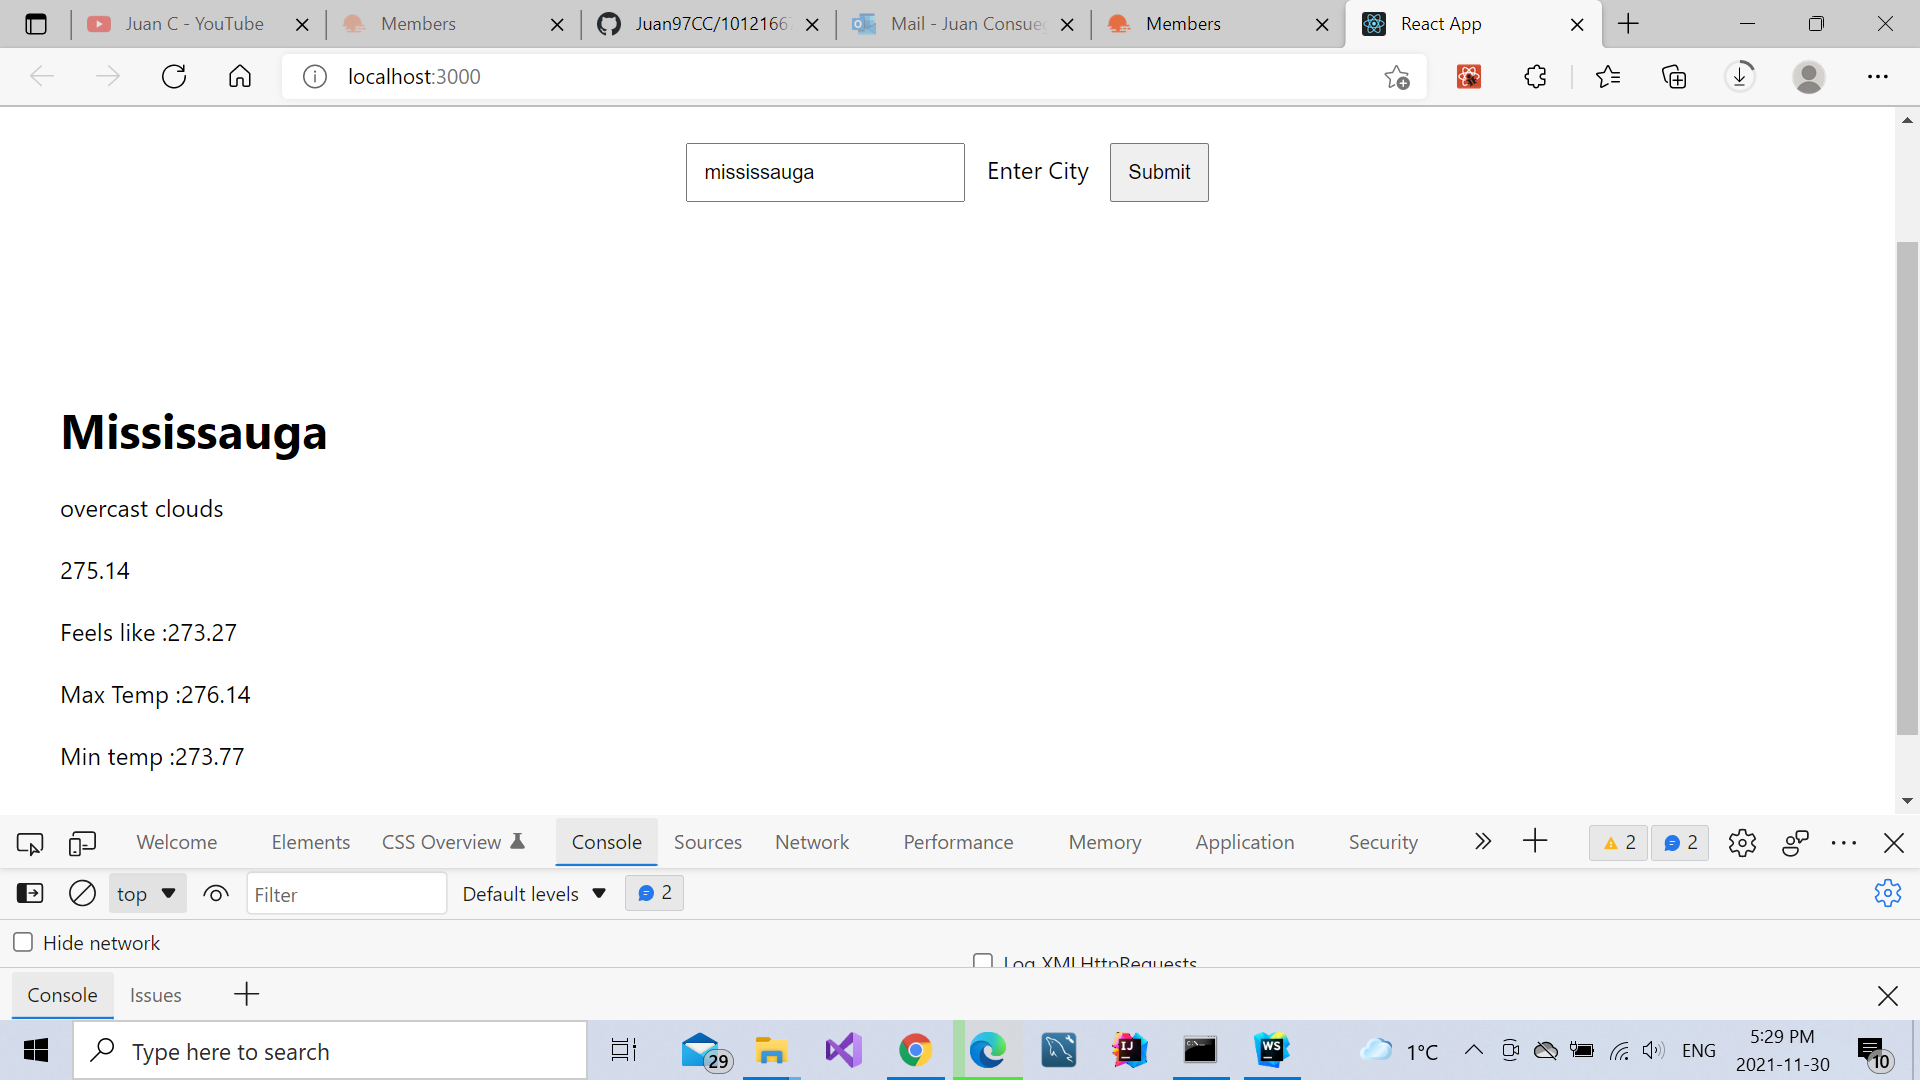 Juan C - YouTube
Members
Juan97CC/1012166
Mail - Juan Consueg
Members
React App
localhost:3000
mississauga
Enter City
Submit
Mississauga
overcast clouds
275.14
Feels like :273.27
Max Temp :276.14
Min temp :273.77
Welcome
Elements
CSS Overview
Console
Sources
Network
Performance
Memory
Application
Security
2
2
top
Filter
Default levels
2
Hide network
Log XMLHttpRequests
Console
Issues
Type here to search
29
IJ
WS
1°C
ENG
5:29 PM
2021-11-30
10